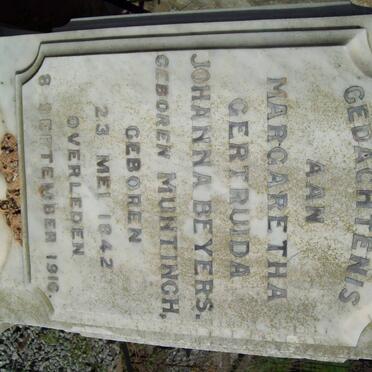 GEDACHTENIS
AAN
MARGARETHA
GERTRUIDA
JOHANNA BEYERS.
GEBOREN MUNTINGH,
GEBOREN
23 MEI 1842
OVERLEDEN
8 SEPTEMBER 1916